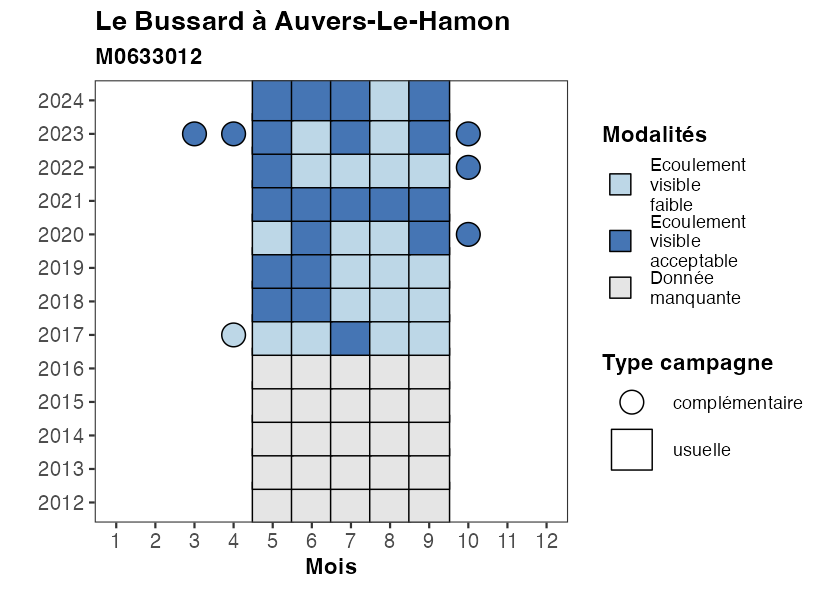 Le Bussard à Auvers-Le-Hamon
M0633012
2024
2023
2022
2021
2020
2019
2018
2017
2016
2015
2014
2013
2012
1 2 3 4 5 6 7 8 9 10 11 12
Mois
Modalités
Ecoulement
visible
faible
Ecoulement
visible
acceptable
Donnée
manquante
Type campagne
complémentaire
usuelle